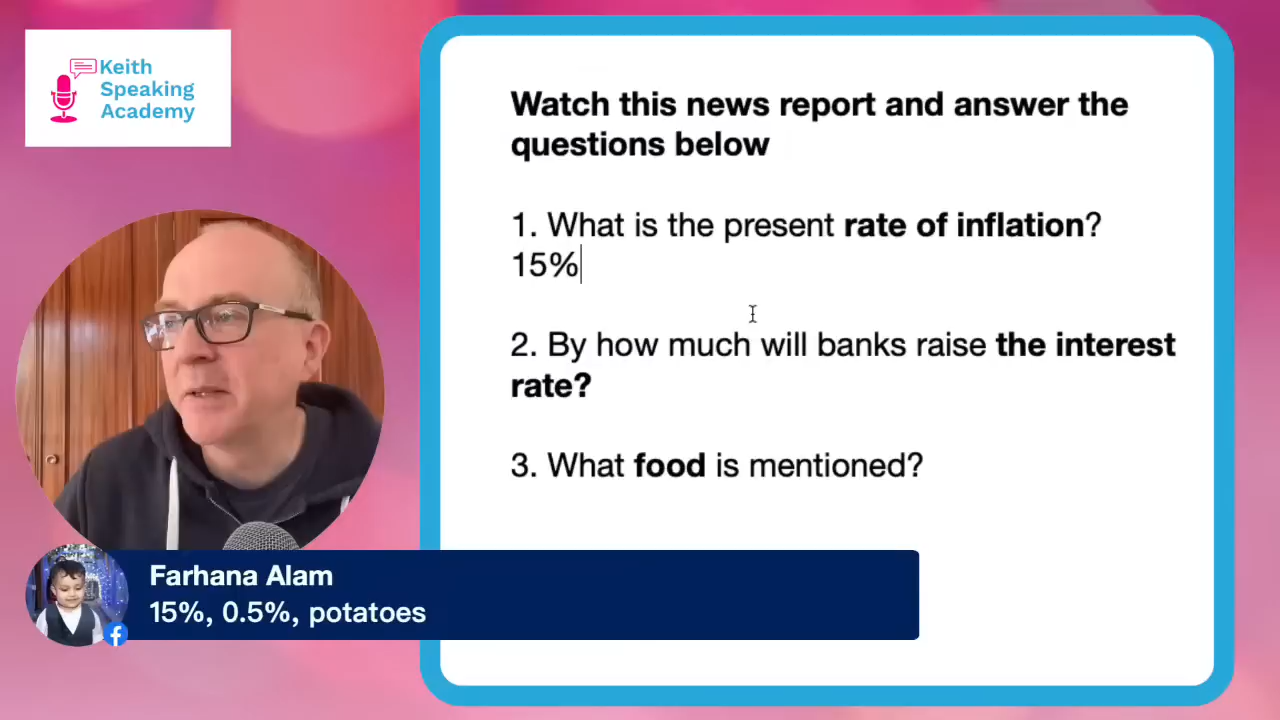 Keith
Speaking
Academy
Watch this news report and answer the
questions below
1. What is the present rate of inflation?
15%
2. By how much will banks raise the interest
rate?
3. What food is mentioned?
Farhana Alam
15%, 0.5%, potatoes